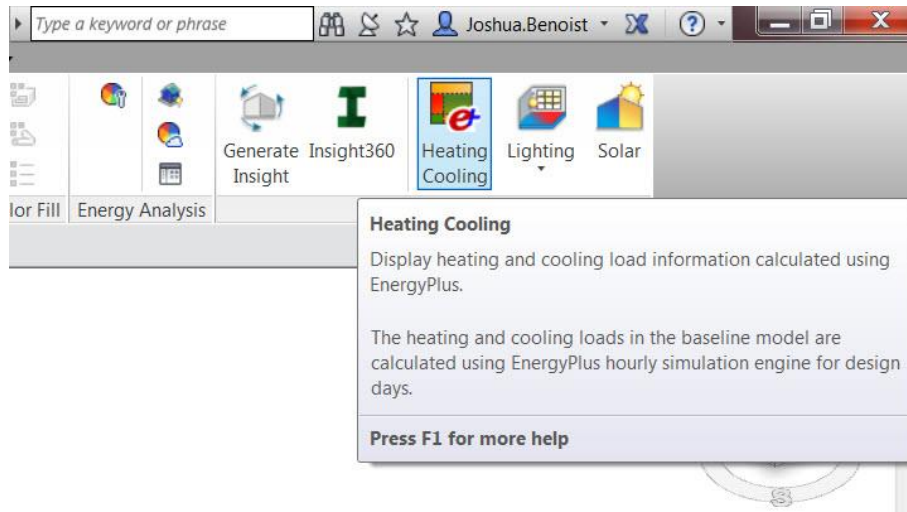 Type a keyword or phrase
Joshua.Benoist
Generate Insight360 Heating Lighting Solar
Insight Cooling
lor Fill Energy Analysis
Heating Cooling
Display heating and cooling load information calculated using
EnergyPlus.
The heating and cooling loads in the baseline model are
calculated using EnergyPlus hourly simulation engine for design
days.
Press F1 for more help
S